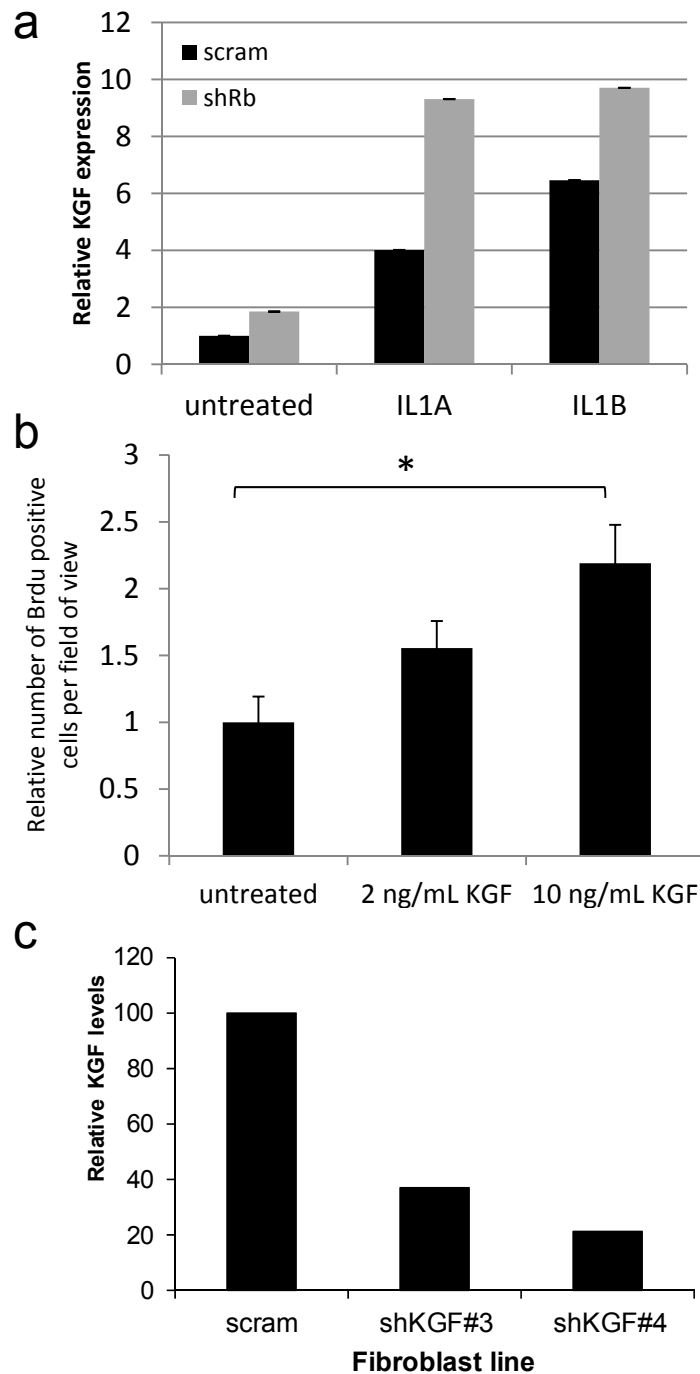 a
Relative KGF expression
12
10
8
6
4
2
0
scram
shRb
untreated IL1A IL1B
b
Relative number of Brdu positive
cells per field of view
3
2.5
2
1.5
1
0.5
0
*
untreated 2 ng/mL KGF 10 ng/mL KGF
c
Relative KGF levels
120
100
80
60
40
20
0
scram shKGF#3 shKGF#4
Fibroblast line